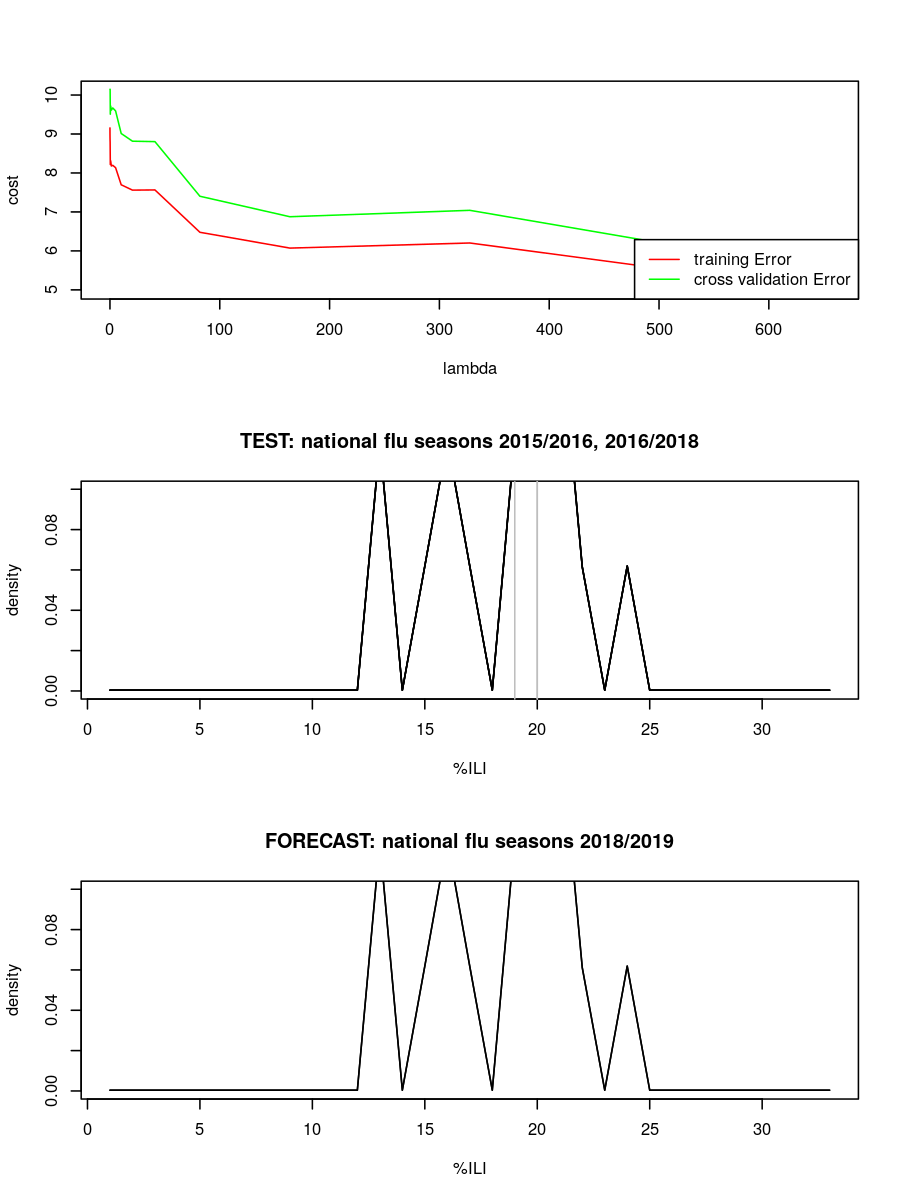 10
9
8
7
6
5
cost
training Error
cross validation Error
0 100 200 300 400 500 600
lambda
TEST: national flu seasons 2015/2016, 2016/2018
0.08
0.04
0.00
density
0 5 10 15 20 25 30
%ILI
FORECAST: national flu seasons 2018/2019
0.08
0.04
0.00
density
0 5 10 15 20 25 30
%ILI